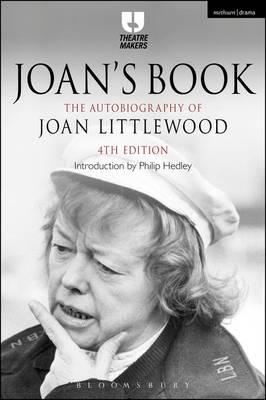 methuen | drama
THEATRE
MAKERS
JOAN'S BOOK
THE AUTOBIOGRAPHY OF
JOAN LITTLEWOOD
4TH EDITION
Introduction by Philip Hedley
LBN
BLOOMSBURY